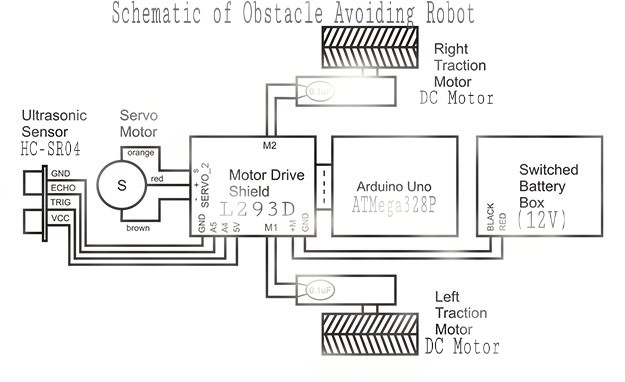 Schematic of Obstacle Avoiding Robot
Right
Traction
Motor
DC Motor
0.1uF
Ultrasonic
Sensor
HC-SR04
Servo
Motor
orange
red
brown
S
GND
ECHO
TRIG
VCC
M2
S
+
-
SERVO_2
Motor Drive
Shield
L293D
GND
A5
A4
5V
M1
+M
GND
Arduino Uno
ATMega328P
Switched
Battery
Box
(12V)
BLACK
RED
0.1uF
Left
Traction
Motor
DC Motor